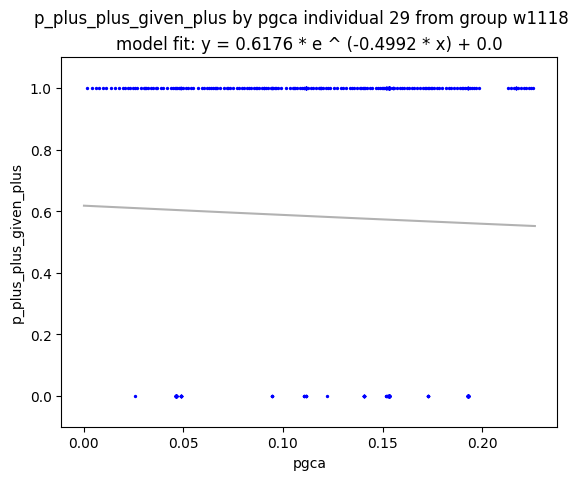 p_plus_plus_given_plus by pgca individual 29 from group w1118
model fit: y = 0.6176 * e ^ (-0.4992 * x) + 0.0
p_plus_plus_given_plus
1.0
0.8
0.6
0.4
0.2
0.0
0.00 0.05 0.10 0.15 0.20
pgca